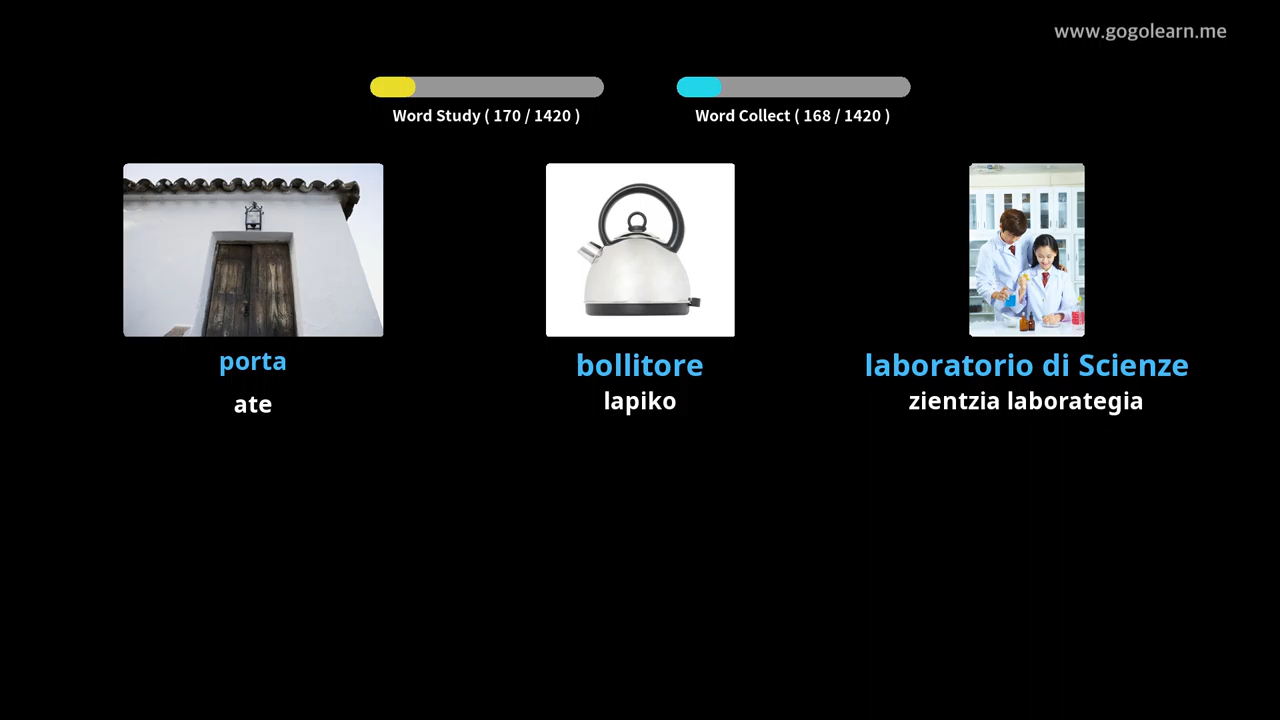 www.gogolearn.me
Word Study ( 170 / 1420 )
Word Collect ( 168 / 1420 )
porta
bollitore
laboratorio di Scienze
ate
lapiko
zientzia laborategia